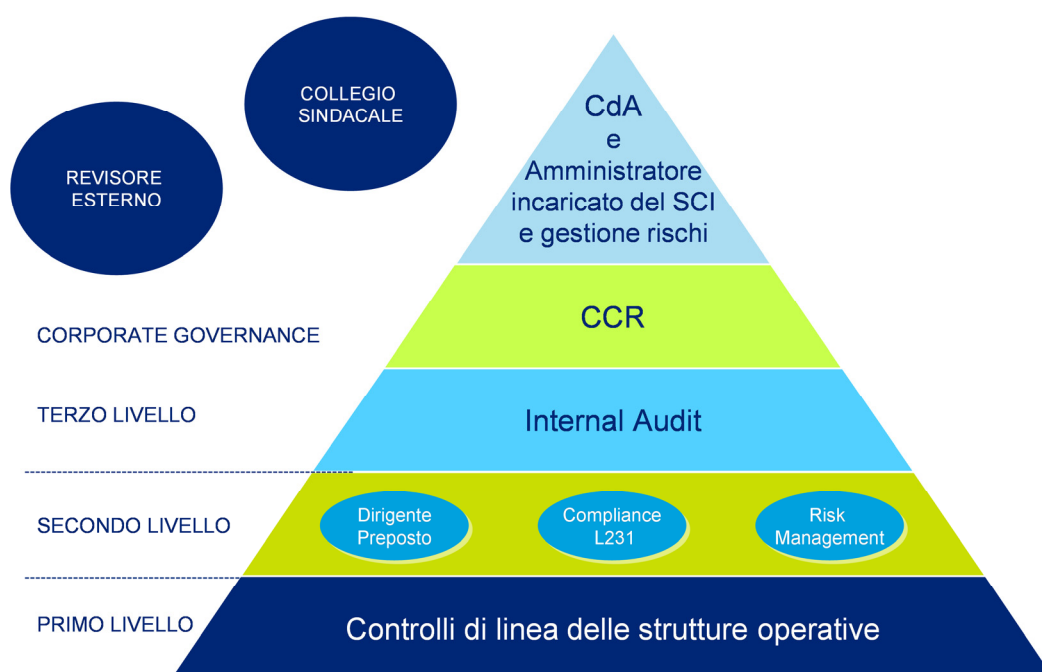 COLLEGIO
SINDACALE
REVISORE
ESTERNO
CdA
e
Amministratore
incaricato del SCI
e gestione rischi
CORPORATE GOVERNANCE
CCR
TERZO LIVELLO
Internal Audit
SECONDO LIVELLO
Dirigente
Preposto
Compliance
L231
Risk
Management
PRIMO LIVELLO
Controlli di linea delle strutture operative